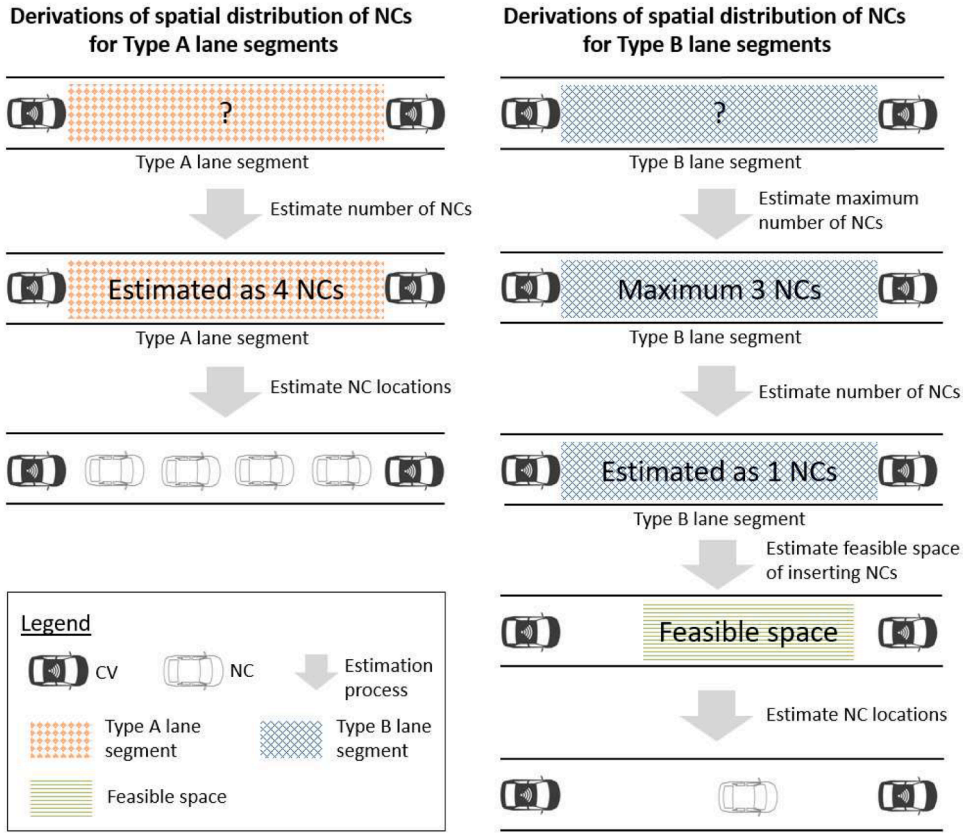 Derivations of spatial distribution of NCs
for Type A lane segments
?
Type A lane segment
Estimate number of NCs
Estimated as 4 NCs
Type A lane segment
Estimate NC locations
Derivations of spatial distribution of NCs
for Type B lane segments
?
Type B lane segment
Estimate maximum
number of NCs
Maximum 3 NCs
Type B lane segment
Estimate number of NCs
Estimated as 1 NCs
Type B lane segment
Estimate feasible space
of inserting NCs
Feasible space
Estimate NC locations
Legend
CV
NC
Estimation
process
Type A lane
segment
Type B lane
segment
Feasible space